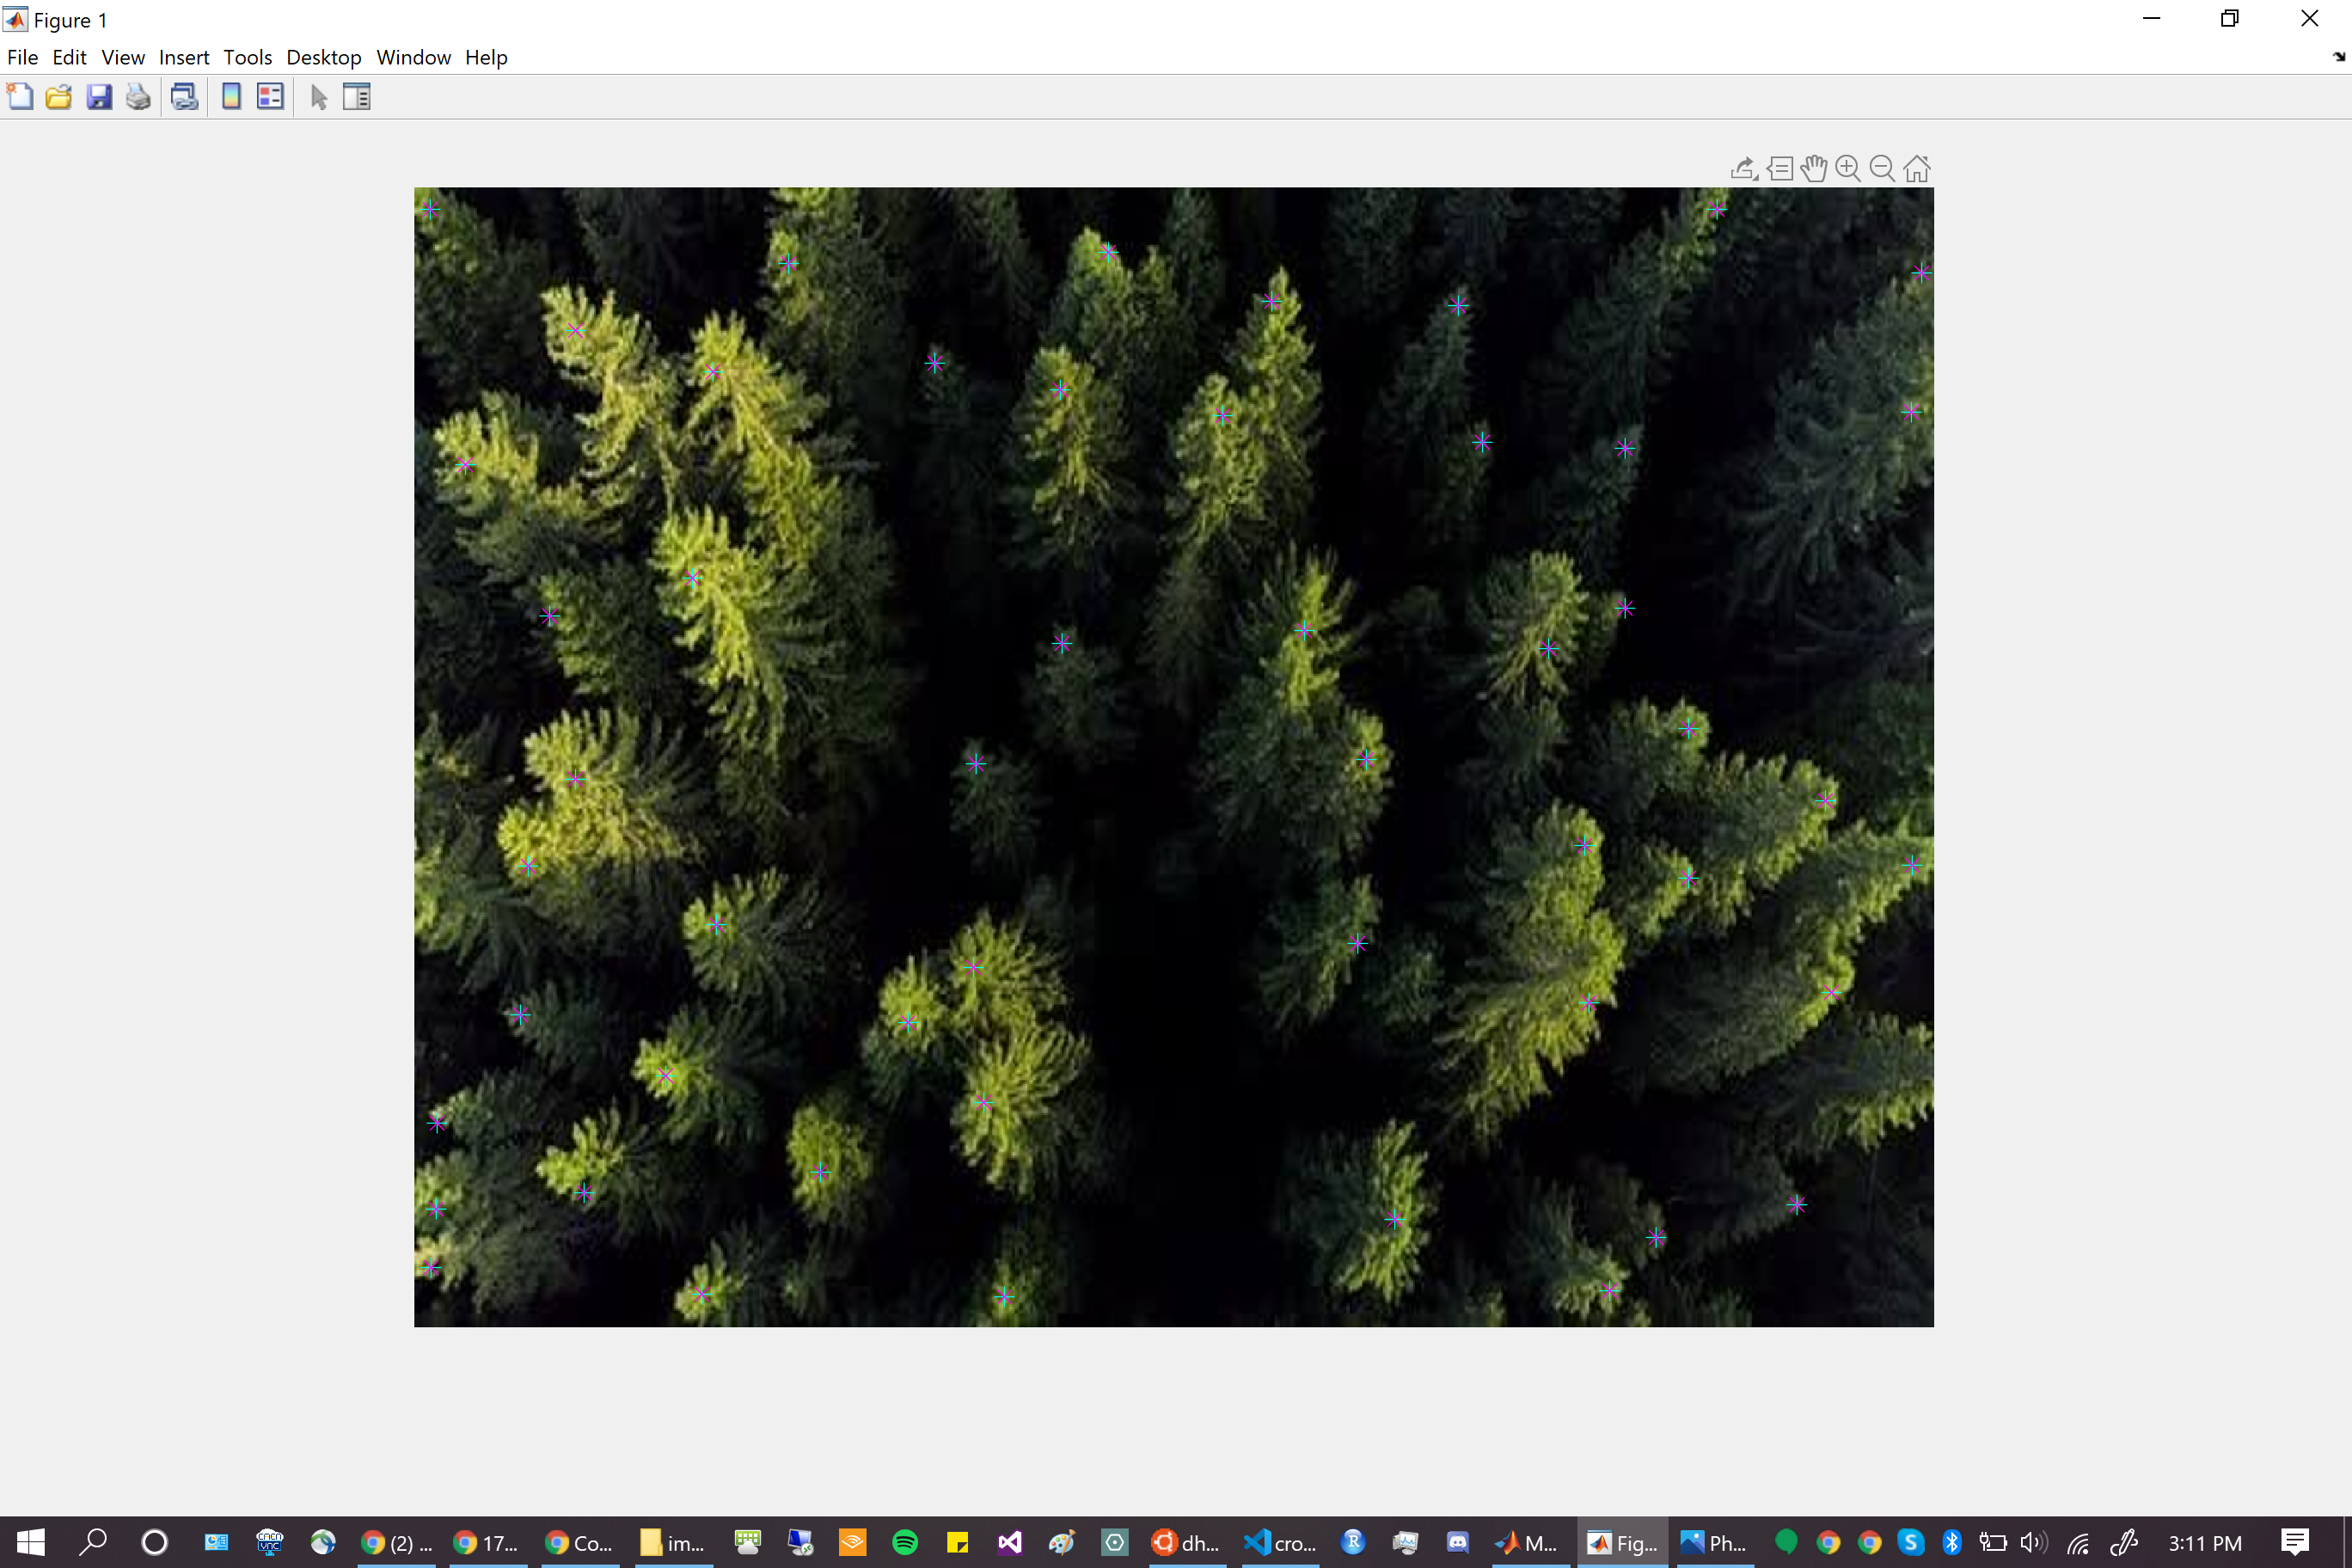 Figure 1
File Edit View Insert Tools Desktop Window Help
(2) ... 17... Co... im... dh... cro... M... Fig... Ph... 3:11 PM